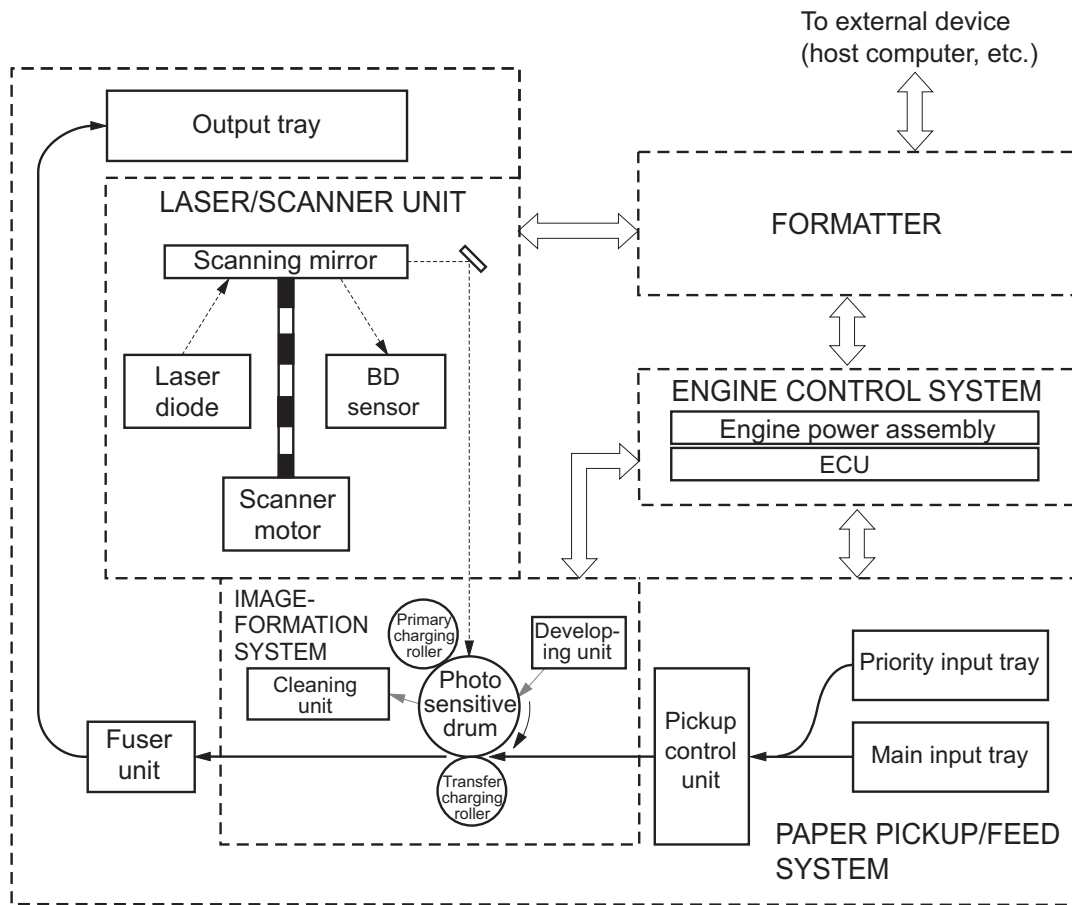 To external device
(host computer, etc.)
Output tray
LASER/SCANNER UNIT
FORMATTER
Scanning mirror
Laser
diode
BD
sensor
Scanner
motor
ENGINE CONTROL SYSTEM
Engine power assembly
ECU
IMAGE-
FORMATION
SYSTEM
Primary
charging
roller
Develop-
ing unit
Cleaning
unit
Photo
sensitive
drum
Transfer
charging
roller
Fuser
unit
Pickup
control
unit
Priority input tray
Main input tray
PAPER PICKUP/FEED
SYSTEM